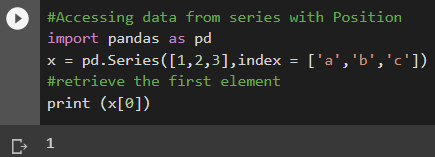 #Accessing data from series with Position
import pandas as pd
x = pd.Series([1,2,3],index = ['a','b','c'])
#retrieve the first element
print (x[0])
1